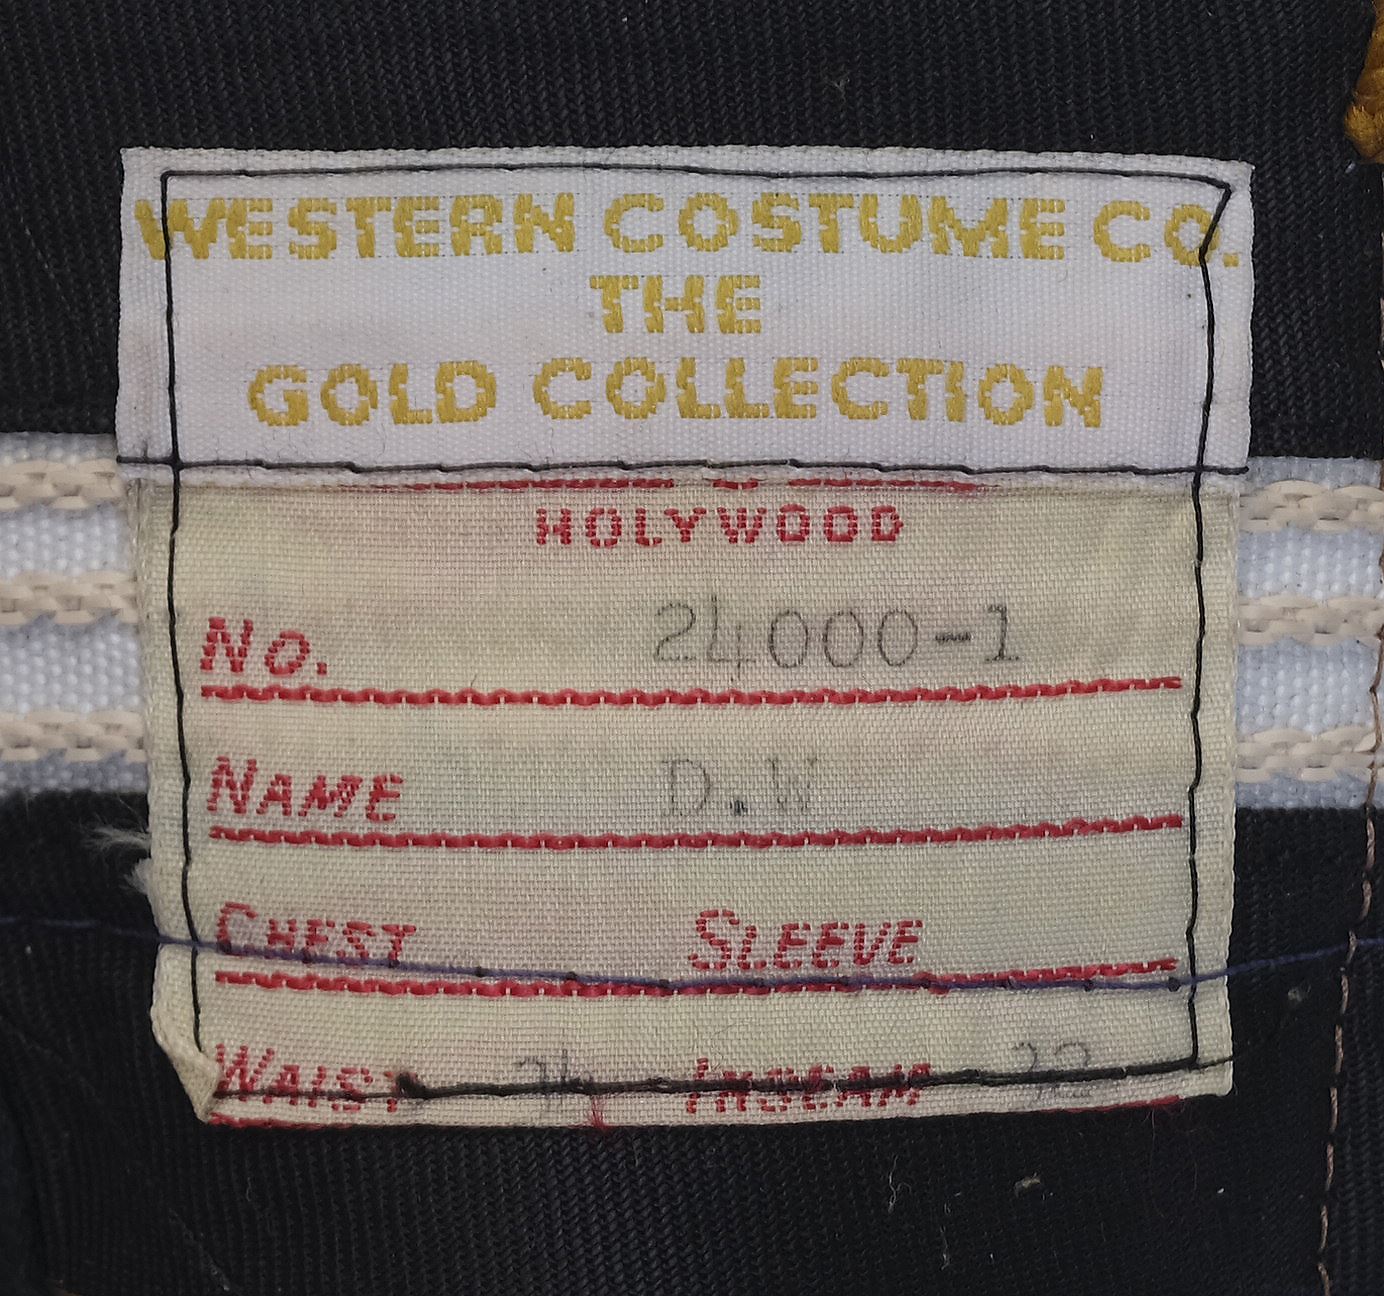 WESTERN COSTUME CO.
THE
GOLD COLLECTION
HOLYWOOD
No. 24000-1
NAME D.W
CHEST SLEEVE
WAIST INSEAM